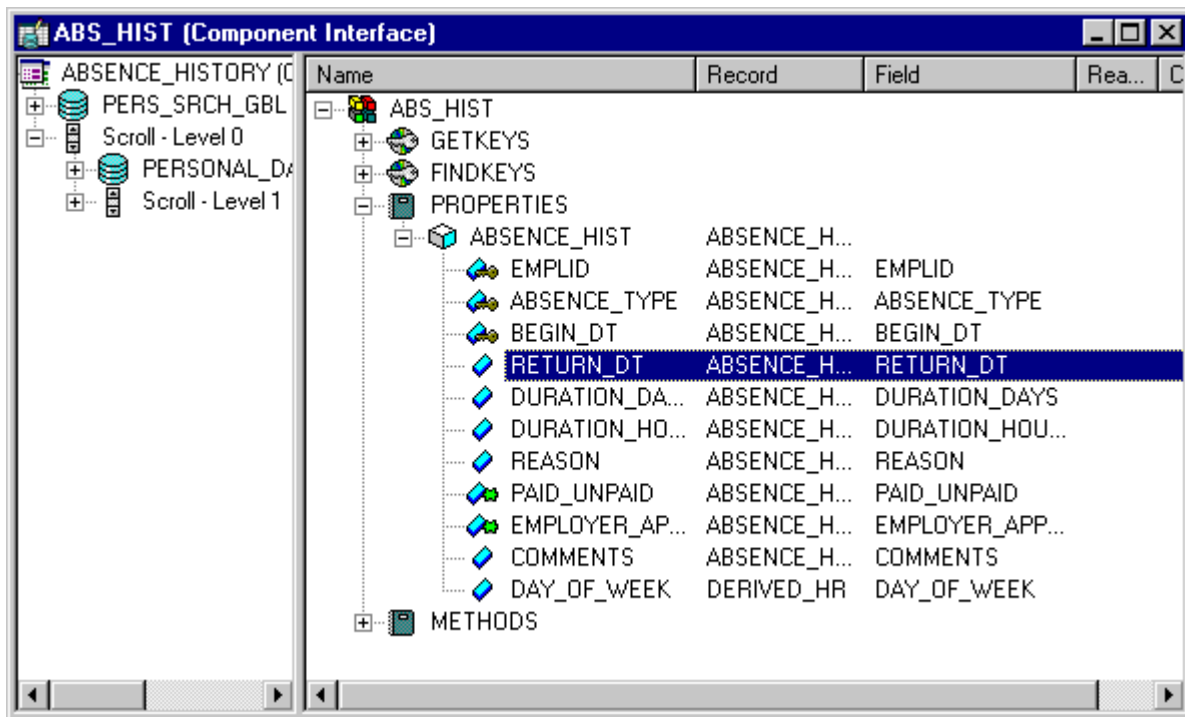 ABS_HIST (Component Interface)
ABSENCE_HISTORY (C
PERS_SRCH_GBL
Scroll - Level 0
PERSONAL_DA
Scroll - Level 1
Name Record Field Rea... C
ABS_HIST
GETKEYS
FINDKEYS
PROPERTIES
ABSENCE_HIST ABSENCE_H...
EMPLID ABSENCE_H... EMPLID
ABSENCE_TYPE ABSENCE_H... ABSENCE_TYPE
BEGIN_DT ABSENCE_H... BEGIN_DT
RETURN_DT ABSENCE_H... RETURN_DT
DURATION_DA... ABSENCE_H... DURATION_DAYS
DURATION_HO... ABSENCE_H... DURATION_HOU...
REASON ABSENCE_H... REASON
PAID_UNPAID ABSENCE_H... PAID_UNPAID
EMPLOYER_AP... ABSENCE_H... EMPLOYER_APP...
COMMENTS ABSENCE_H... COMMENTS
DAY_OF_WEEK DERIVED_HR DAY_OF_WEEK
METHODS